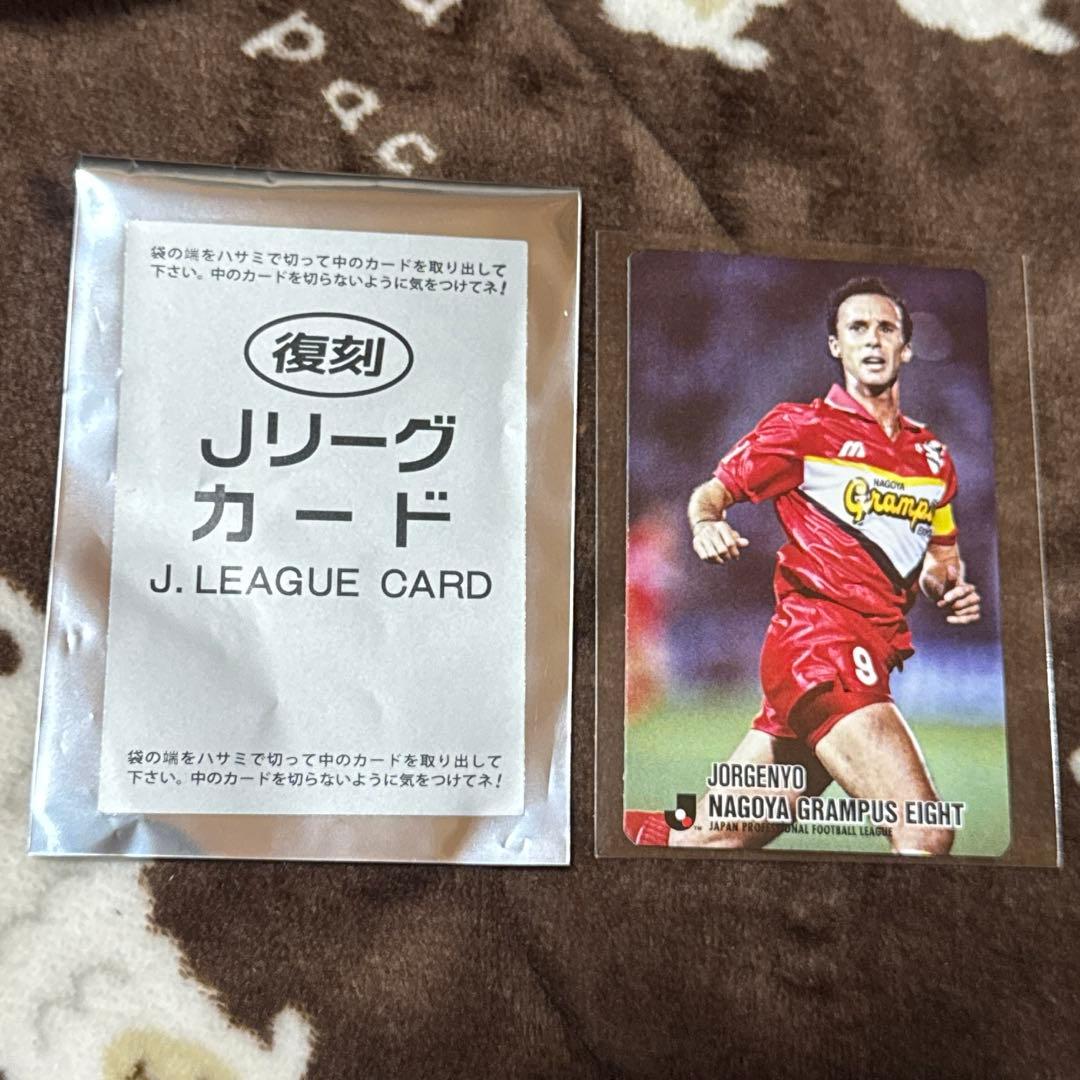 pac
袋の端をハサミで切って中のカードを取り出して
下さい。中のカードを切らないように気をつけてネ！
復刻
Jリーグ
カード
J. LEAGUE CARD
袋の端をハサミで切って中のカードを取り出して
下さい。中のカードを切らないように気をつけてネ！
NAGOYA
Gramp
9
JORGENYO
NAGOYA GRAMPUS EIGHT
JAPAN PROFESSIONAL FOOTBALL LEAGUE
TM